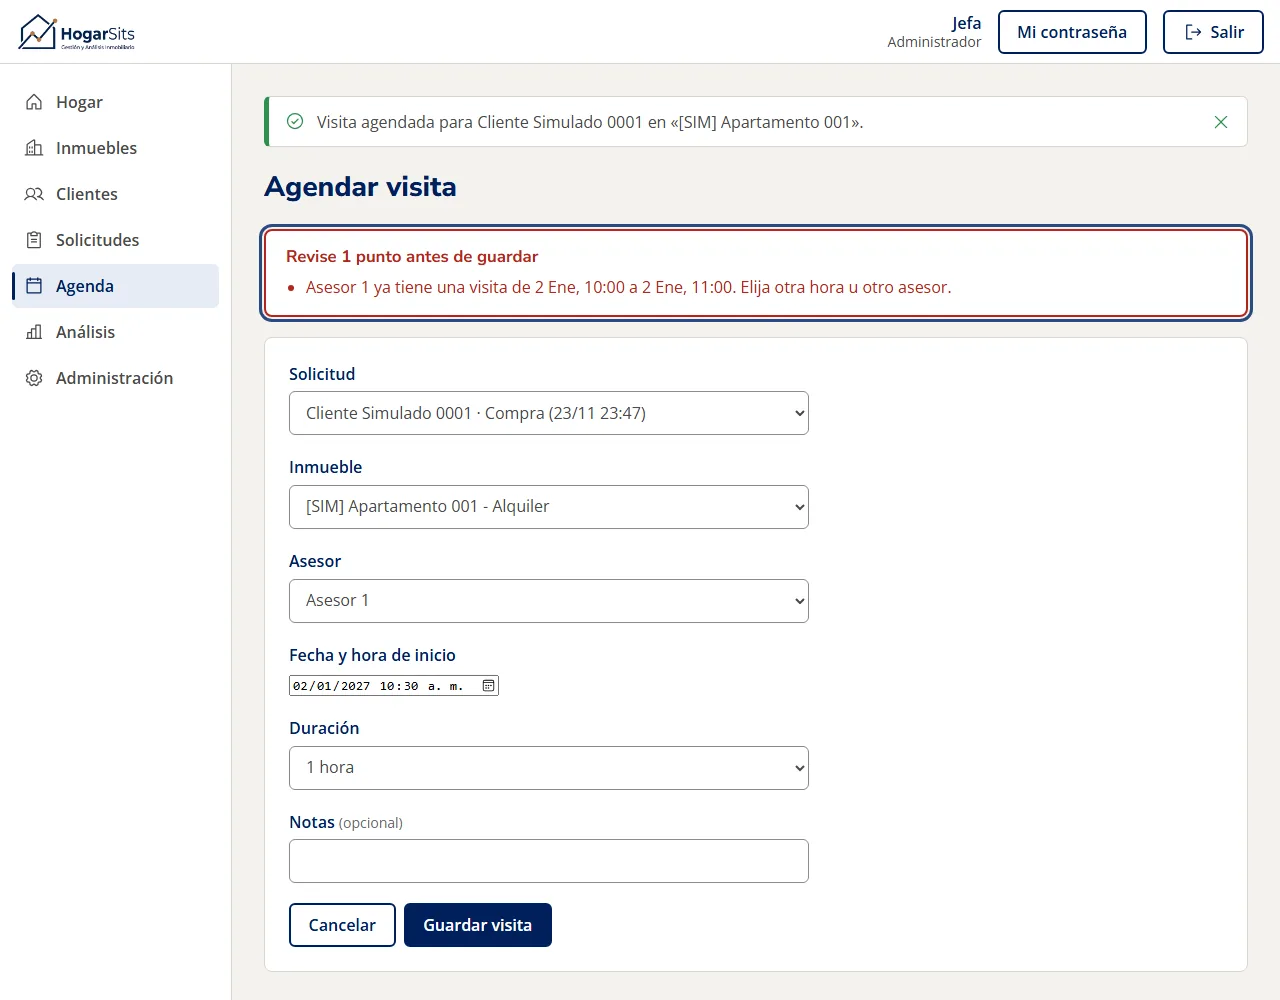 HogarSits
Gestión y Análisis Inmobiliario
Jefa
Administrador
Mi contraseña
Salir
Hogar
Inmuebles
Clientes
Solicitudes
Agenda
Análisis
Administración
Visita agendada para Cliente Simulado 0001 en «[SIM] Apartamento 001».
Agendar visita
Revise 1 punto antes de guardar
• Asesor 1 ya tiene una visita de 2 Ene, 10:00 a 2 Ene, 11:00. Elija otra hora u otro asesor.
Solicitud
Cliente Simulado 0001 · Compra (23/11 23:47)
Inmueble
[SIM] Apartamento 001 - Alquiler
Asesor
Asesor 1
Fecha y hora de inicio
02/01/2027 10:30 a. m.
Duración
1 hora
Notas (opcional)
Cancelar
Guardar visita